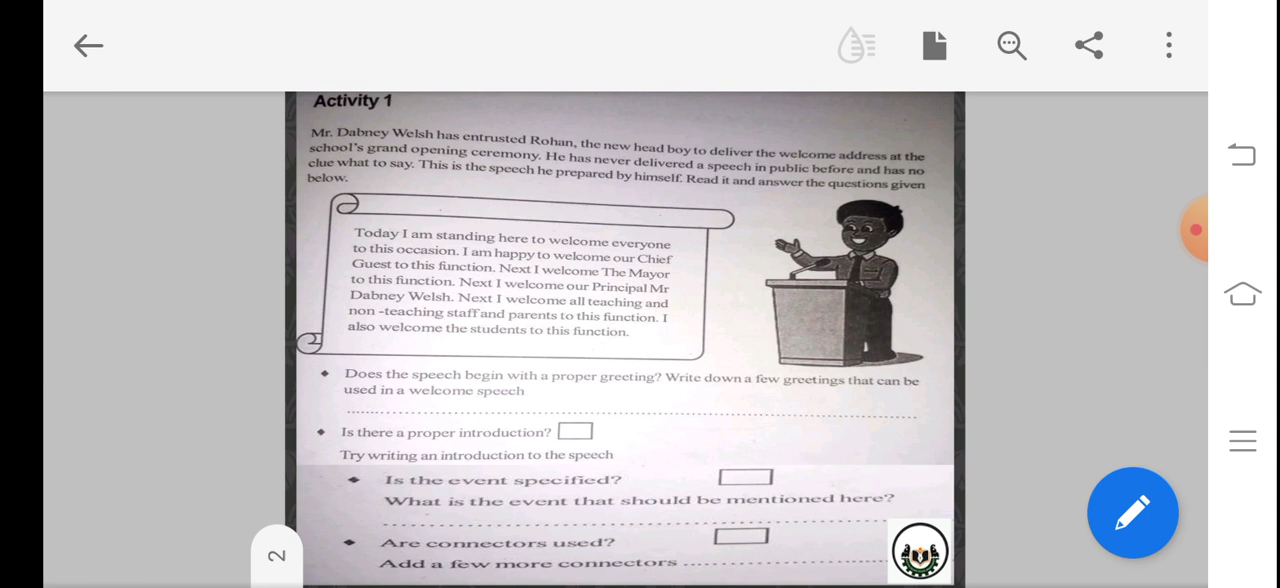 Activity 1
Mr. Dabney Welsh has entrusted Rohan, the new head boy to deliver the welcome address at the
school's grand opening ceremony. He has never delivered a speech in public before and has no
clue what to say. This is the speech he prepared by himself. Read it and answer the questions given
below.
Today I am standing here to welcome everyone
to this occasion. I am happy to welcome our Chief
Guest to this function. Next I welcome The Mayor
to this function. Next I welcome our Principal Mr
Dabney Welsh. Next I welcome all teaching and
non -teaching staff and parents to this function. I
also welcome the students to this function.
Does the speech begin with a proper greeting? Write down a few greetings that can be
used in a welcome speech
Is there a proper introduction?
Try writing an introduction to the speech
Is the event specified?
What is the event that should be mentioned here?
Are connectors used?
Add a few more connectors
2